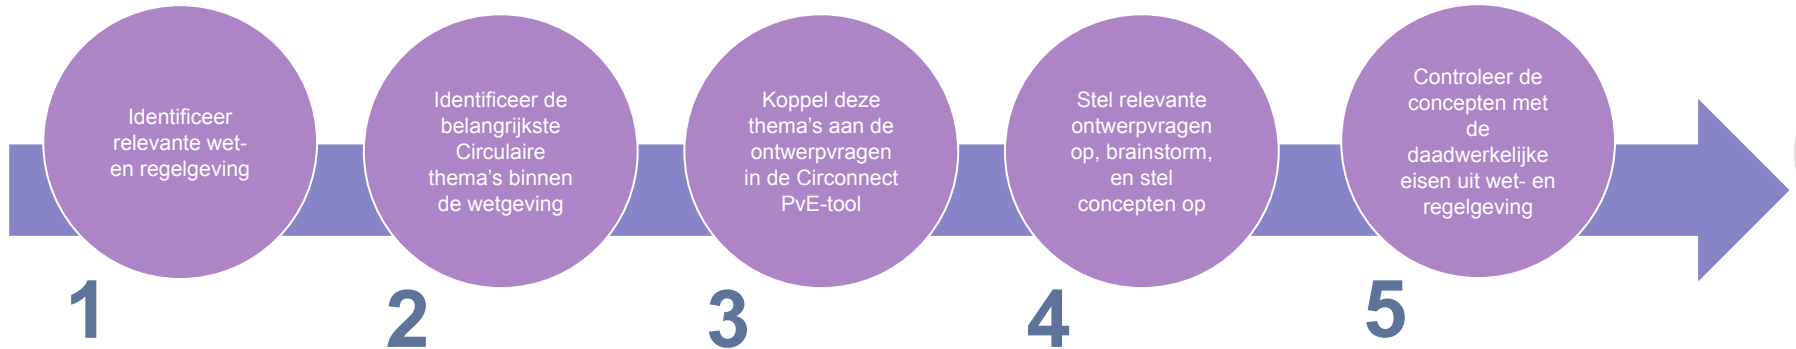 Identificeer
relevante wet-
en regelgeving
1
Identificeer de
belangrijkste
Circulaire
thema's binnen
de wetgeving
2
Koppel deze
thema's aan de
ontwerpvragen
in de Circonnect
PvE-tool
3
Stel relevante
ontwerpvragen
op, brainstorm,
en stel
concepten op
4
Controleer de
concepten met
de
daadwerkelijke
eisen uit wet- en
regelgeving
5